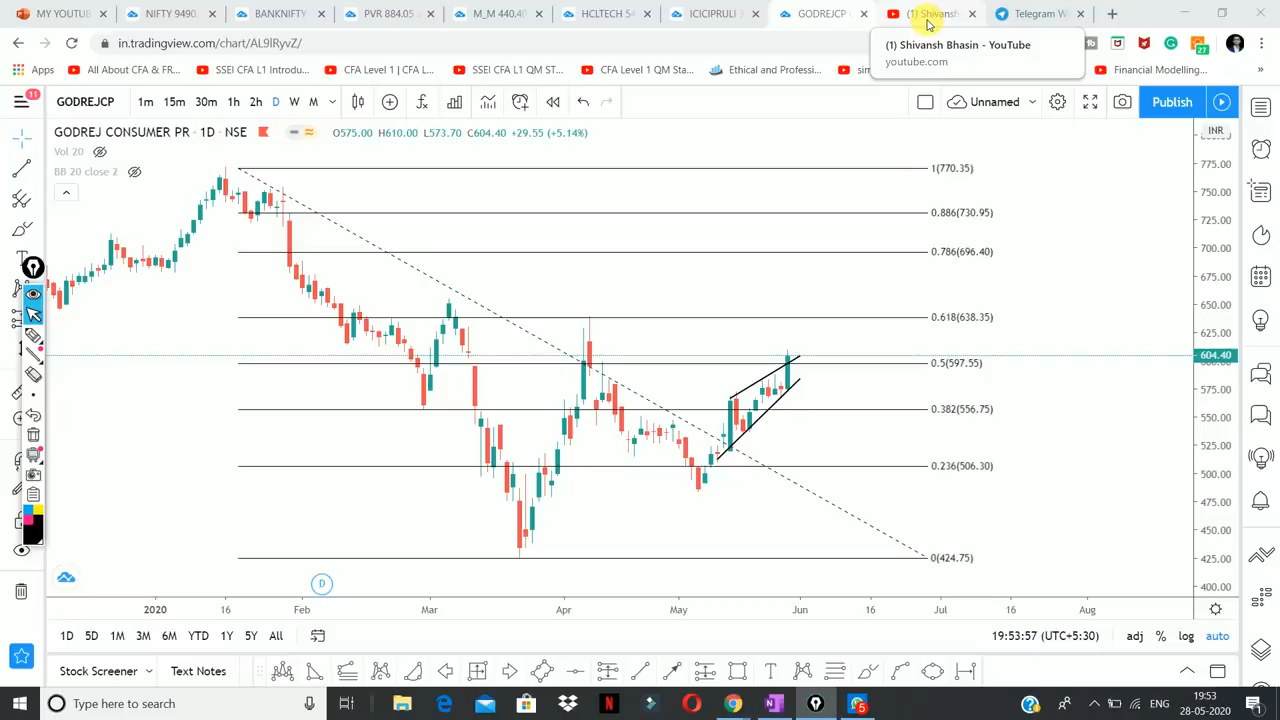 MY YOUTUB
NIFTY 9490.
BANKNIFTY
PVR 884.05
M_M 440.40
HCLTECH 54
ICICIPRULI 3
GODREJCP
(1) Shivansh
Telegram W
in.tradingview.com/chart/AL9lRyvZ/
(1) Shivansh Bhasin - YouTube
youtube.com
27
Apps
All About CFA & FR...
SSEI CFA L1 Introdu...
CFA Level 1 I CFA L...
SSEI CFA L1 QM ST...
CFA Level 1 QM Sta...
Ethical and Professi...
Financial Modelling...
»
11
GODREJCP
1m 15m 30m 1h 2h D W M
Unnamed
Publish
GODREJ CONSUMER PR · 1D · NSE
O575.00 H610.00 L573.70 C604.40 +29.55 (+5.14%)
Vol 20
BB 20 close 2
INR
1(770.35)
0.886(730.95)
0.786(696.40)
0.618(638.35)
0.5(597.55)
0.382(556.75)
0.236(506.30)
0(424.75)
775.00
750.00
725.00
700.00
675.00
650.00
625.00
604.40
575.00
550.00
525.00
500.00
475.00
450.00
425.00
400.00
D
2020 16 Feb Mar Apr May Jun 16 Jul 16 Aug
1D 5D 1M 3M 6M YTD 1Y 5Y All
19:53:57 (UTC+5:30)
adj % log auto
Stock Screener
Text Notes
Type here to search
5
ENG
19:53
28-05-2020